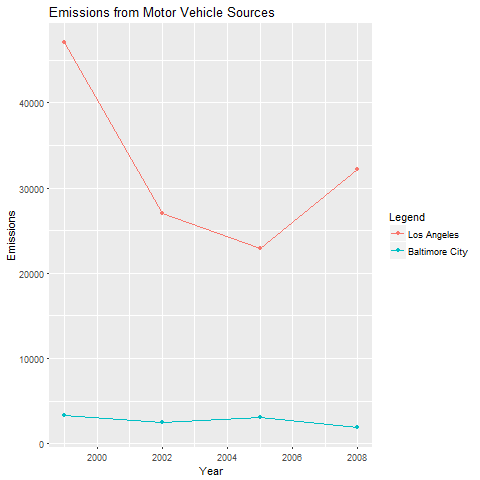 Emissions from Motor Vehicle Sources
40000
30000
20000
10000
0
Emissions
2000 2002 2004 2006 2008
Year
Legend
Los Angeles
Baltimore City